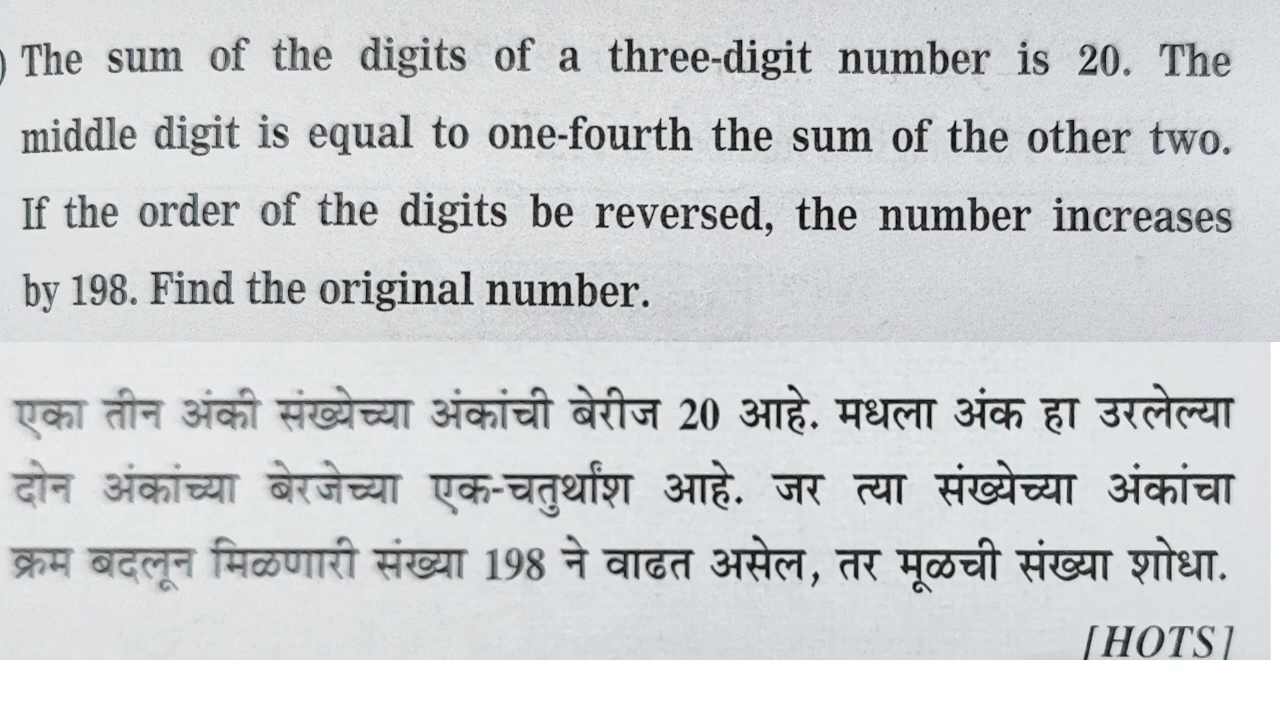 ) The sum of the digits of a three-digit number is 20. The
middle digit is equal to one-fourth the sum of the other two.
If the order of the digits be reversed, the number increases
by 198. Find the original number.
एका तीन अंकी संख्येच्या अंकांची बेरीज 20 आहे. मधला अंक हा उरलेल्या
दोन अंकांच्या बेरजेच्या एक-चतुर्थांश आहे. जर त्या संख्येच्या अंकांचा
क्रम बदलून मिळणारी संख्या 198 ने वाढत असेल, तर मूळची संख्या शोधा.
[HOTS]